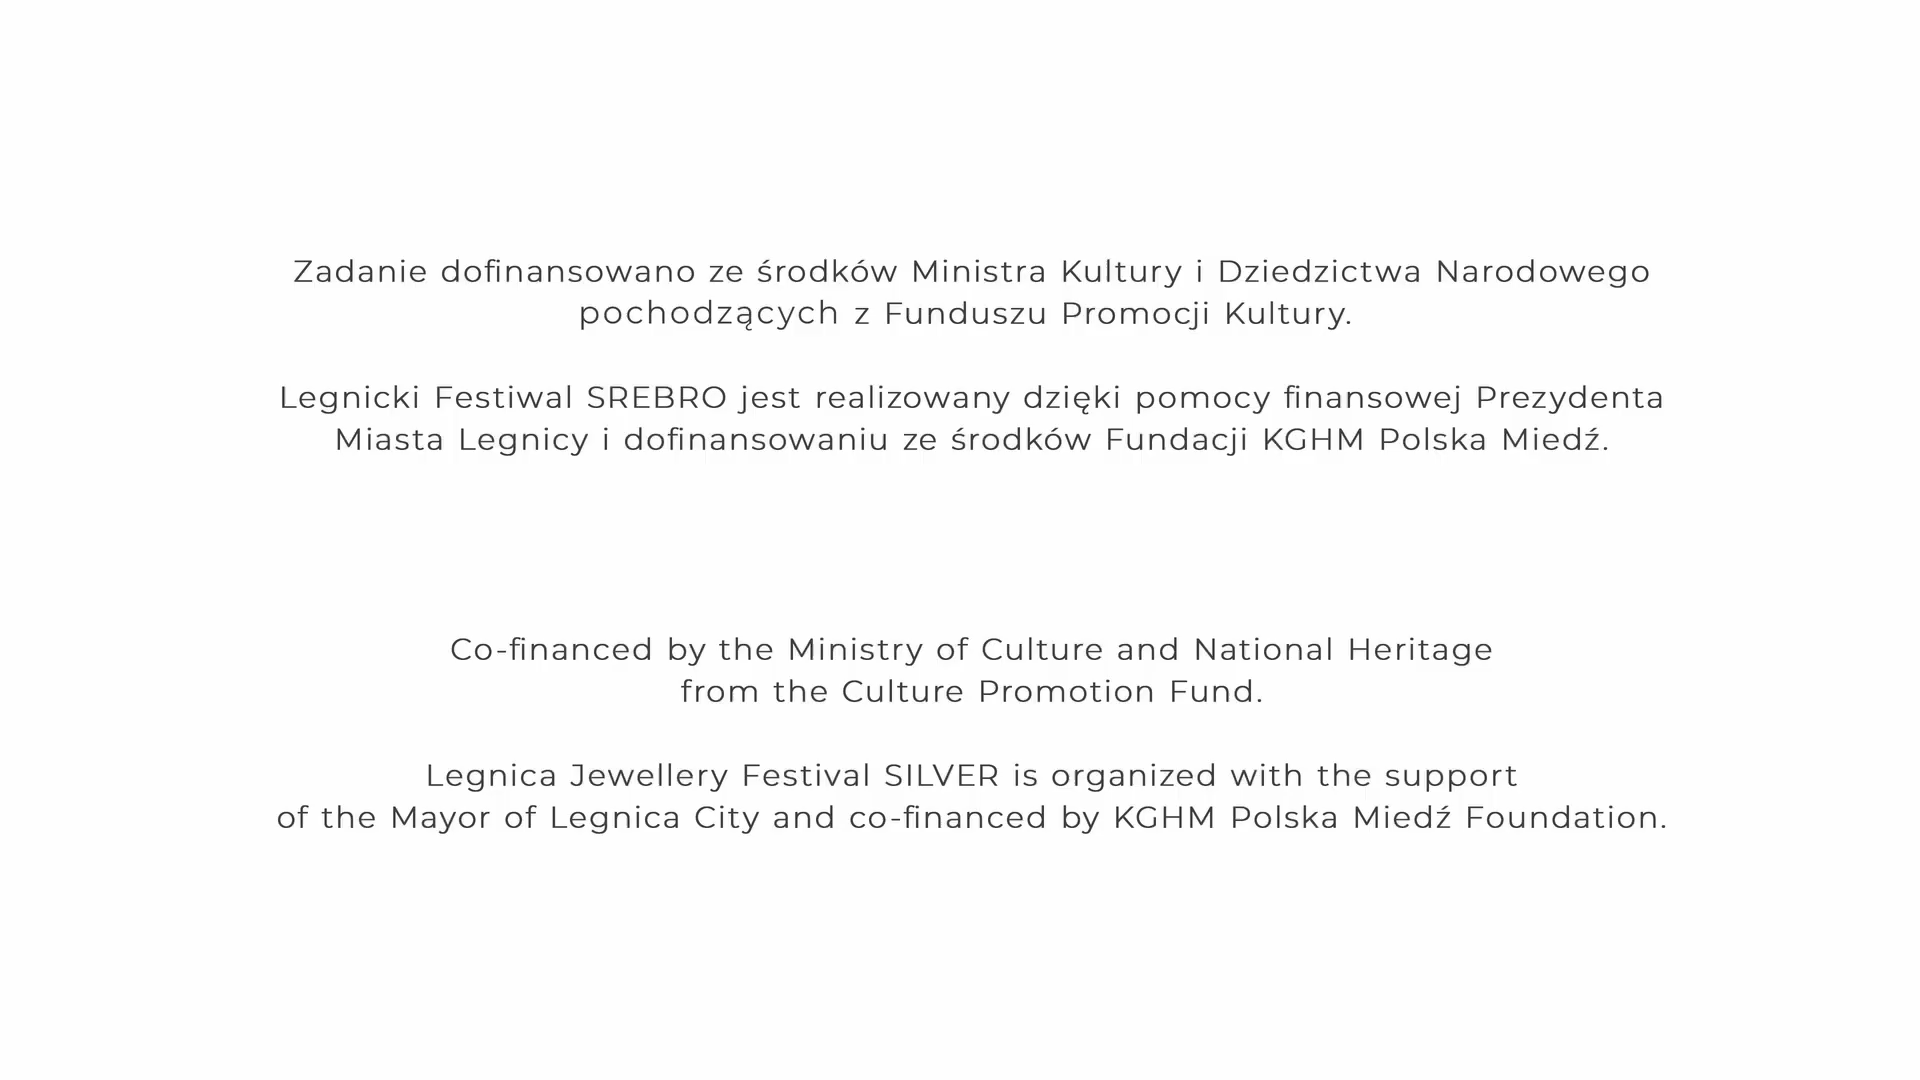 Zadanie dofinansowano ze środków Ministra Kultury i Dziedzictwa Narodowego
pochodzących z Funduszu Promocji Kultury.
Legnicki Festiwal SREBRO jest realizowany dzięki pomocy finansowej Prezydenta
Miasta Legnicy i dofinansowaniu ze środków Fundacji KGHM Polska Miedź.
Co-financed by the Ministry of Culture and National Heritage
from the Culture Promotion Fund.
Legnica Jewellery Festival SILVER is organized with the support
of the Mayor of Legnica City and co-financed by KGHM Polska Miedź Foundation.